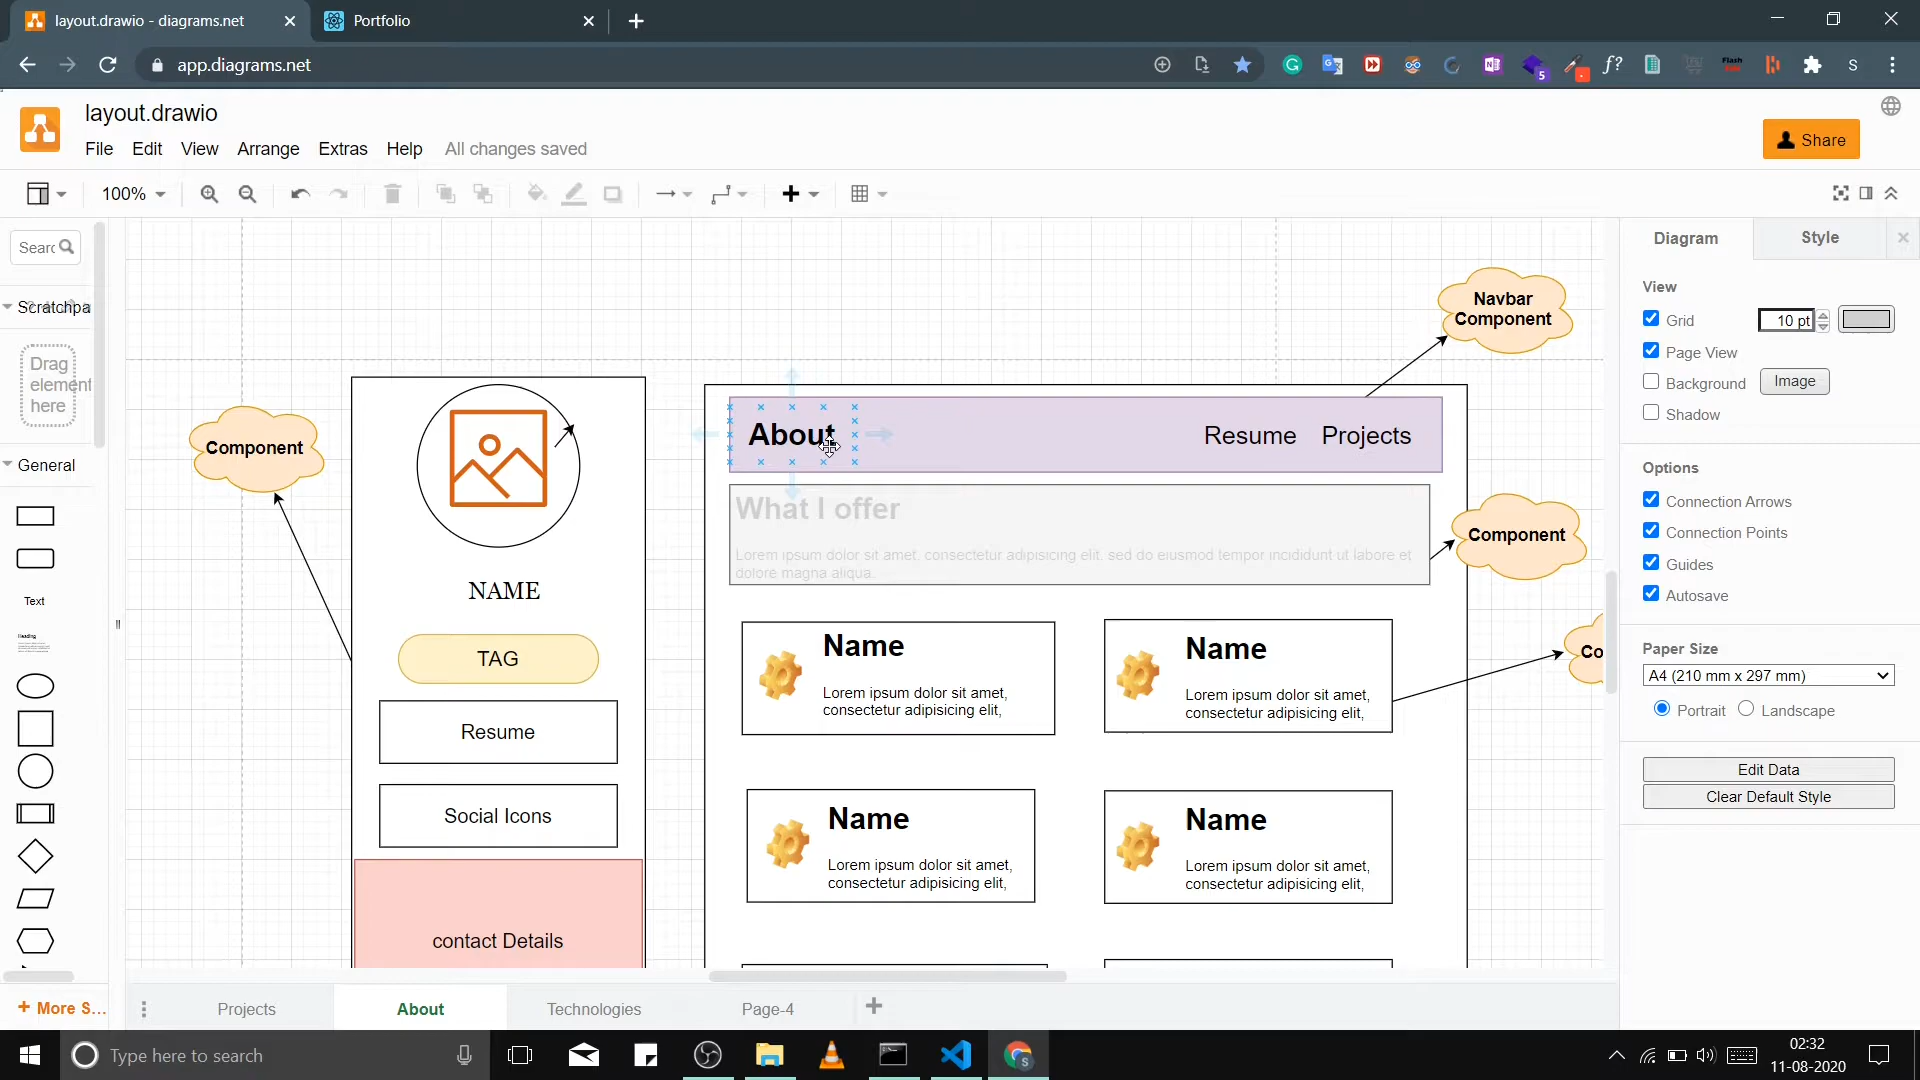 layout.drawio - diagrams.net
Portfolio
app.diagrams.net
5
Flash
f?
S
layout.drawio
File Edit View Arrange Extras Help All changes saved
Share
100%
Searc
Scratchpa
Drag
element
here
General
Text
Heading
More S...
Component
NAME
TAG
Resume
Social Icons
contact Details
About
Resume
Projects
Navbar
Component
What I offer
Lorem ipsum dolor sit amet, consectetur adipisicing elit, sed do eiusmod tempor incididunt ut labore et
dolore magna aliqua.
Component
Name
Lorem ipsum dolor sit amet,
consectetur adipisicing elit,
Name
Lorem ipsum dolor sit amet,
consectetur adipisicing elit,
Co
Name
Lorem ipsum dolor sit amet,
consectetur adipisicing elit,
Name
Lorem ipsum dolor sit amet,
consectetur adipisicing elit,
Diagram
Style
View
Grid
10 pt
Page View
Background
Image
Shadow
Options
Connection Arrows
Connection Points
Guides
Autosave
Paper Size
A4 (210 mm x 297 mm)
Portrait
Landscape
Edit Data
Clear Default Style
Projects
About
Technologies
Page-4
Type here to search
S
02:32
11-08-2020